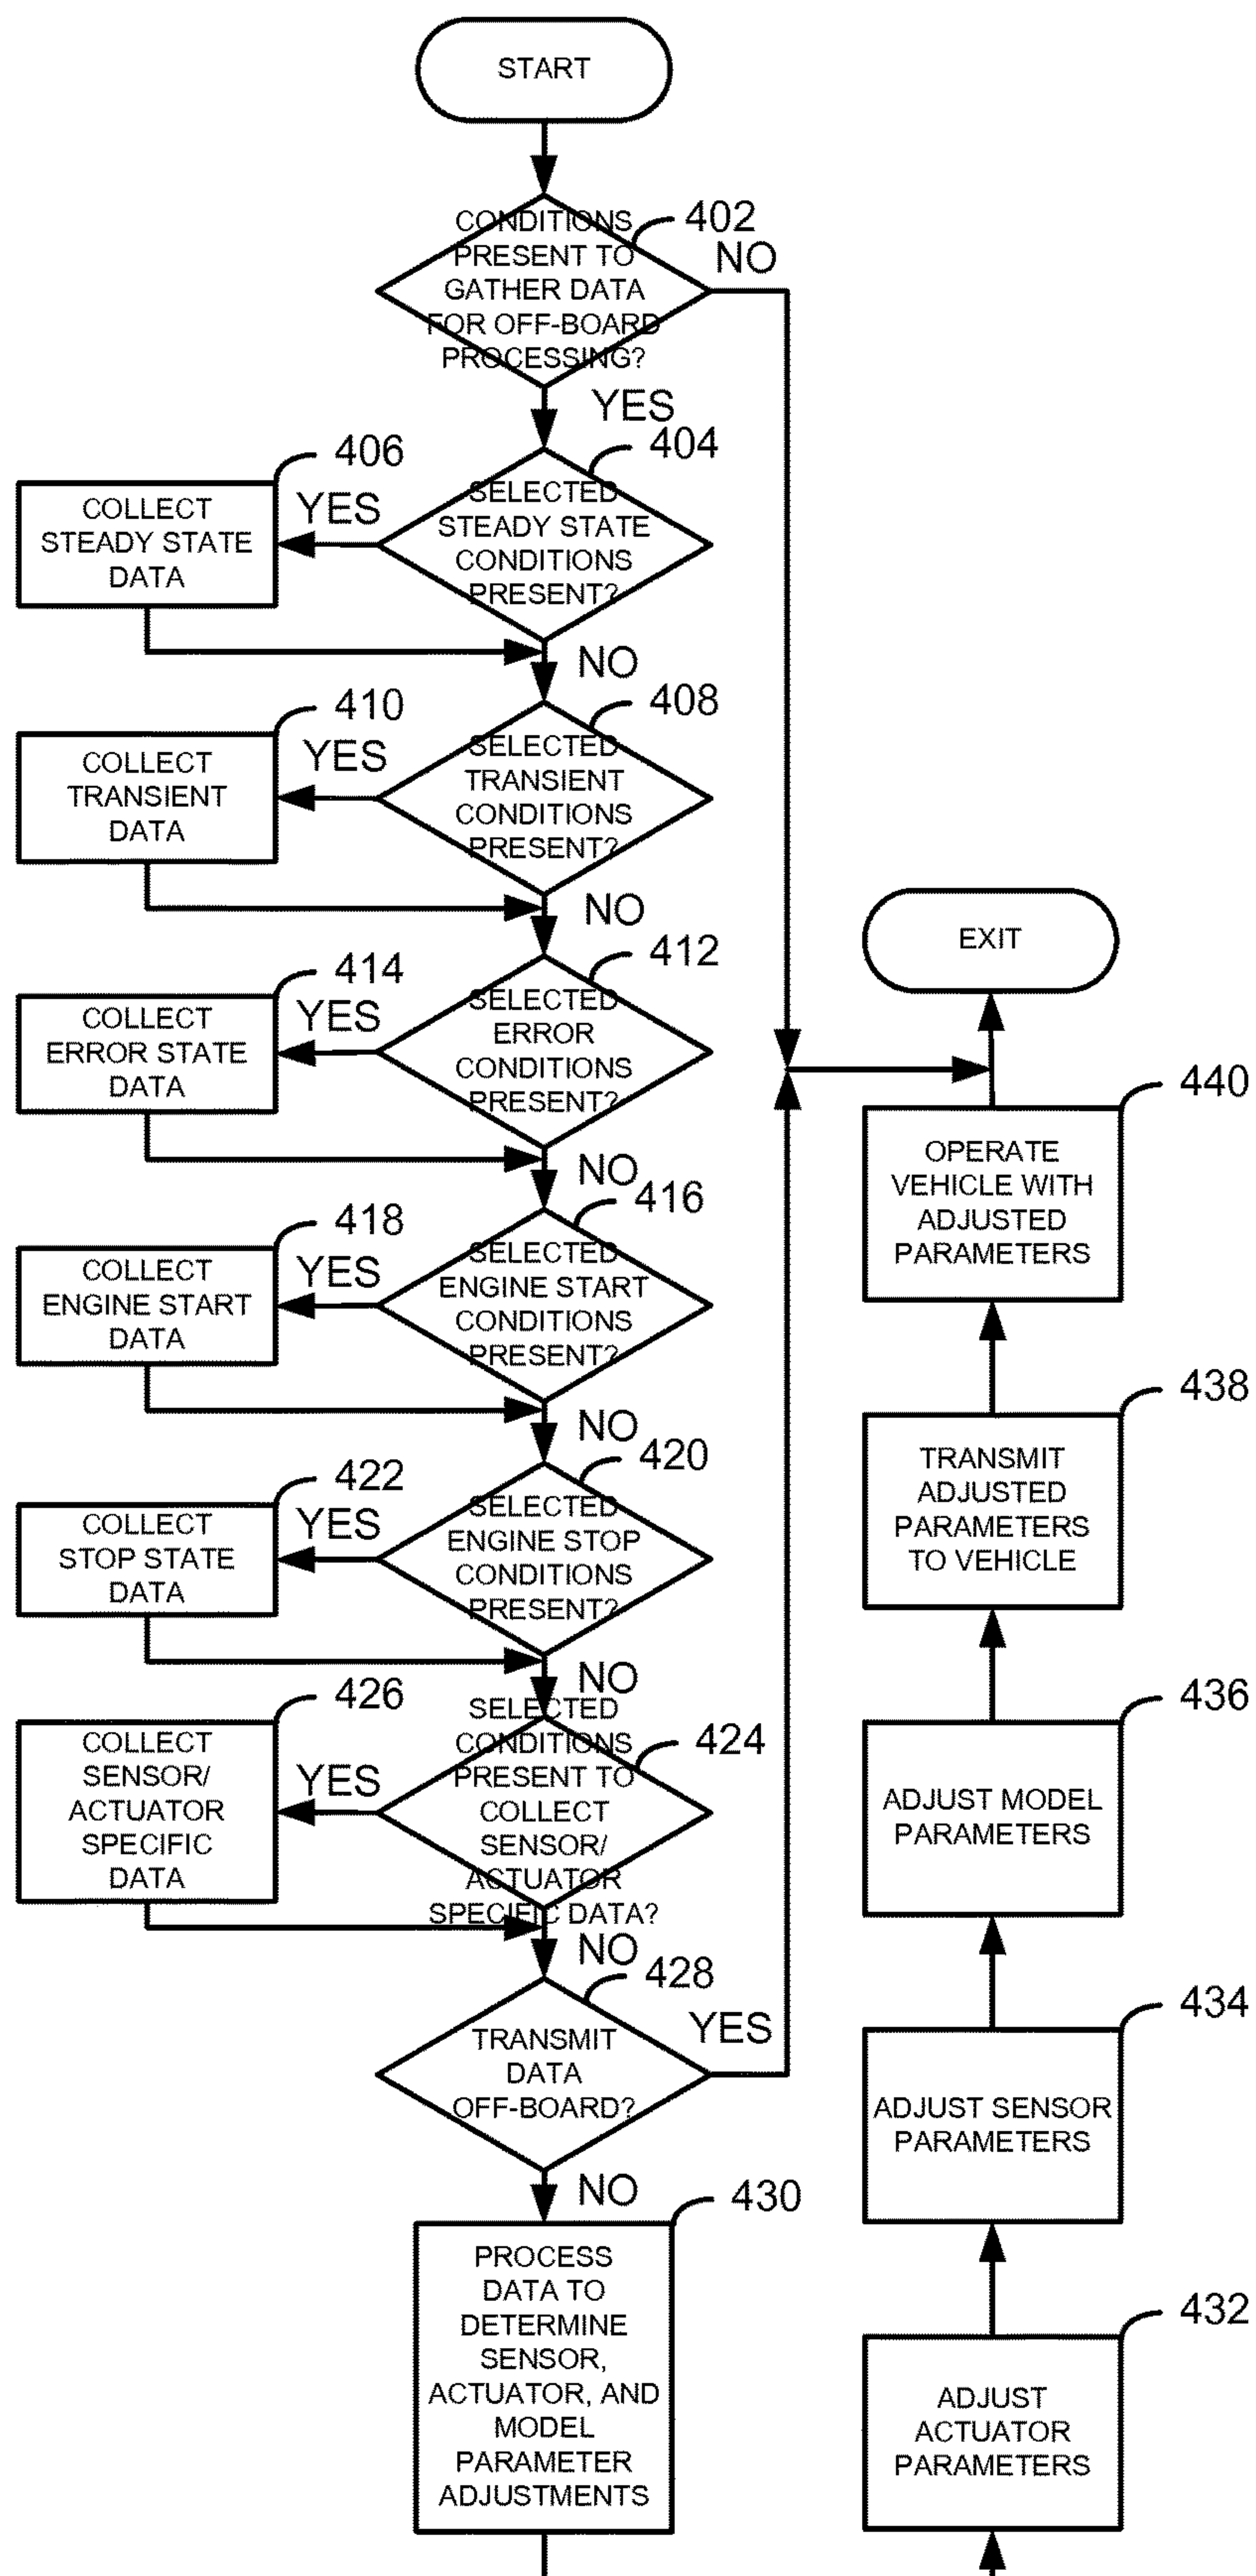 START
CONDITIONS
PRESENT TO
GATHER DATA
FOR OFF-BOARD
PROCESSING?
402
NO
YES
404
SELECTED
STEADY STATE
CONDITIONS
PRESENT?
YES
406
COLLECT
STEADY STATE
DATA
NO
408
SELECTED
TRANSIENT
CONDITIONS
PRESENT?
YES
410
COLLECT
TRANSIENT
DATA
NO
412
SELECTED
ERROR
CONDITIONS
PRESENT?
YES
414
COLLECT
ERROR STATE
DATA
NO
416
SELECTED
ENGINE START
CONDITIONS
PRESENT?
YES
418
COLLECT
ENGINE START
DATA
NO
420
SELECTED
ENGINE STOP
CONDITIONS
PRESENT?
YES
422
COLLECT
STOP STATE
DATA
NO
424
SELECTED
CONDITIONS
PRESENT TO
COLLECT
SENSOR/
ACTUATOR
SPECIFIC DATA?
YES
426
COLLECT
SENSOR/
ACTUATOR
SPECIFIC
DATA
NO
428
TRANSMIT
DATA
OFF-BOARD?
YES
NO
430
PROCESS
DATA TO
DETERMINE
SENSOR,
ACTUATOR, AND
MODEL
PARAMETER
ADJUSTMENTS
432
ADJUST
ACTUATOR
PARAMETERS
434
ADJUST SENSOR
PARAMETERS
436
ADJUST MODEL
PARAMETERS
438
TRANSMIT
ADJUSTED
PARAMETERS
TO VEHICLE
440
OPERATE
VEHICLE WITH
ADJUSTED
PARAMETERS
EXIT